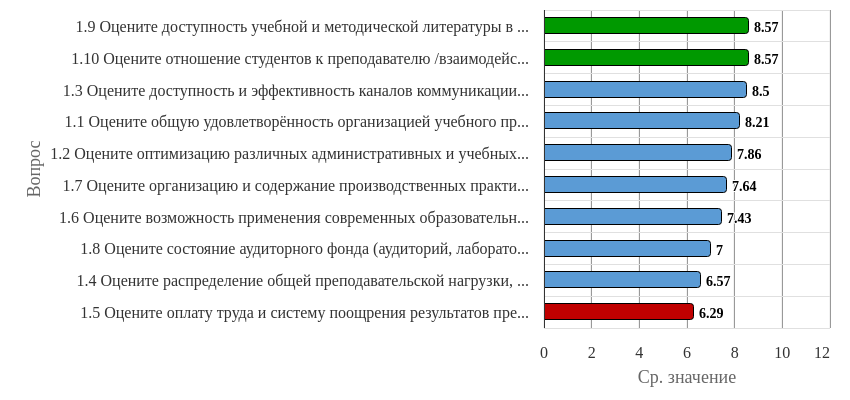 1.9 Оцените доступность учебной и методической литературы в ... 8.57
1.10 Оцените отношение студентов к преподавателю /взаимодейс... 8.57
1.3 Оцените доступность и эффективность каналов коммуникации... 8.5
1.1 Оцените общую удовлетворённость организацией учебного пр... 8.21
1.2 Оцените оптимизацию различных административных и учебных... 7.86
1.7 Оцените организацию и содержание производственных практи... 7.64
1.6 Оцените возможность применения современных образовательн... 7.43
1.8 Оцените состояние аудиторного фонда (аудиторий, лаборато... 7
1.4 Оцените распределение общей преподавательской нагрузки, ... 6.57
1.5 Оцените оплату труда и систему поощрения результатов пре... 6.29
Вопрос
0 2 4 6 8 10 12
Ср. значение